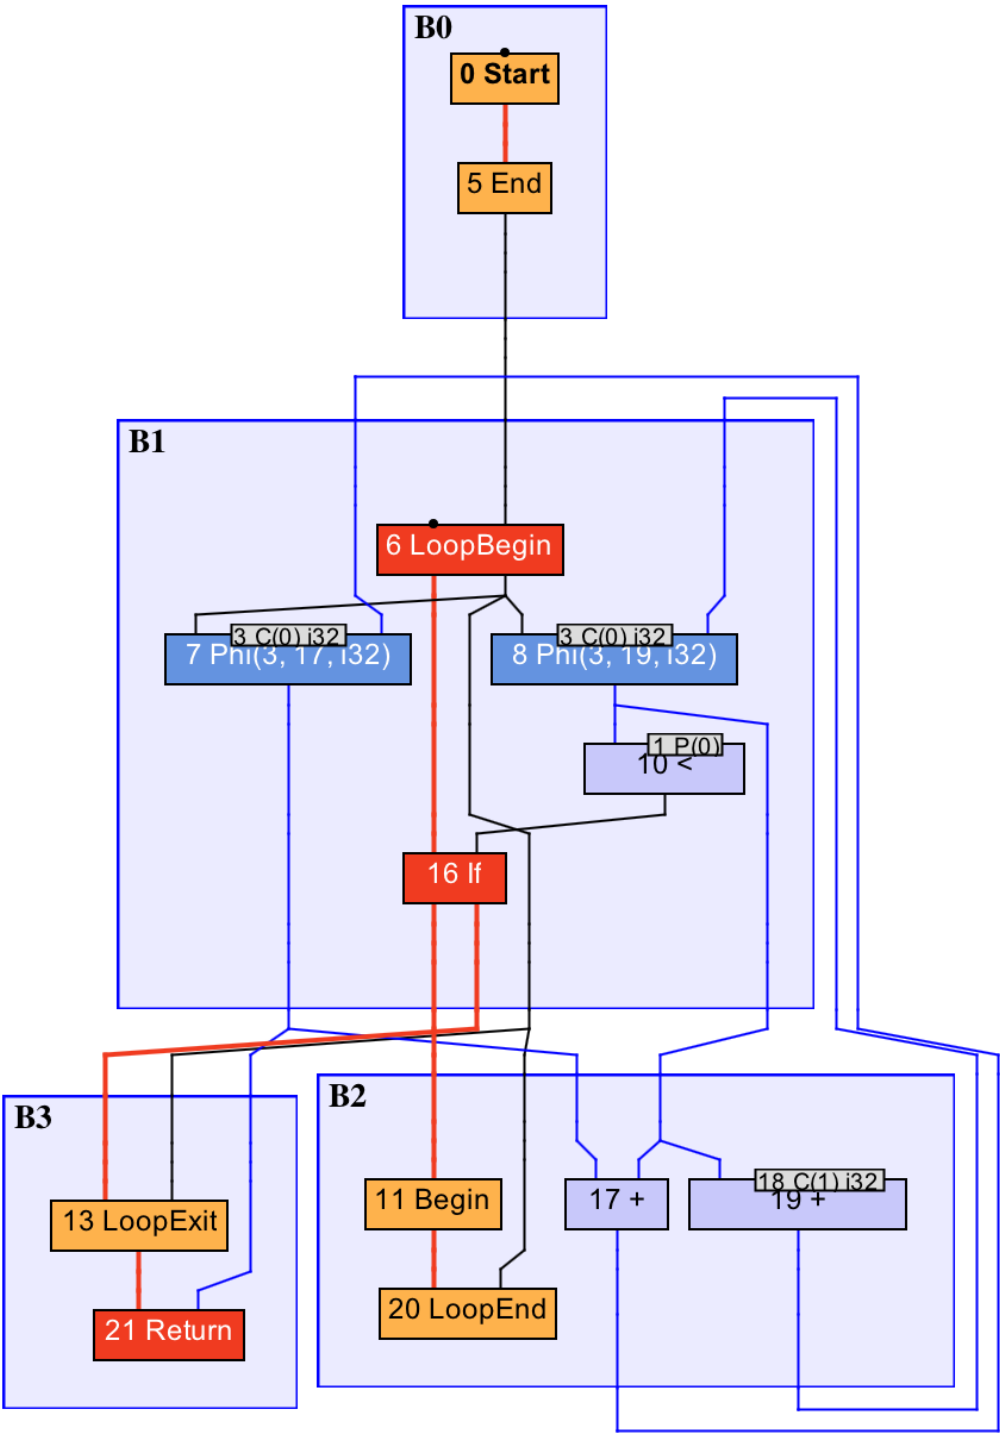 B0
0 Start
5 End
B1
6 LoopBegin
3 C(0) i32
7 Phi(3, 17, i32)
3 C(0) i32
8 Phi(3, 19, i32)
1 P(0)
10 <
16 If
B3
13 LoopExit
21 Return
B2
11 Begin
17 +
18 C(1) i32
19 +
20 LoopEnd